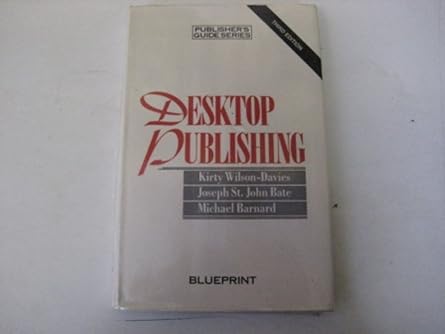 PUBLISHER'S
GUIDE SERIES
THIRD EDITION
DESKTOP
PUBLISHING
Kirty Wilson-Davies
Joseph St. John Bate
Michael Barnard
BLUEPRINT